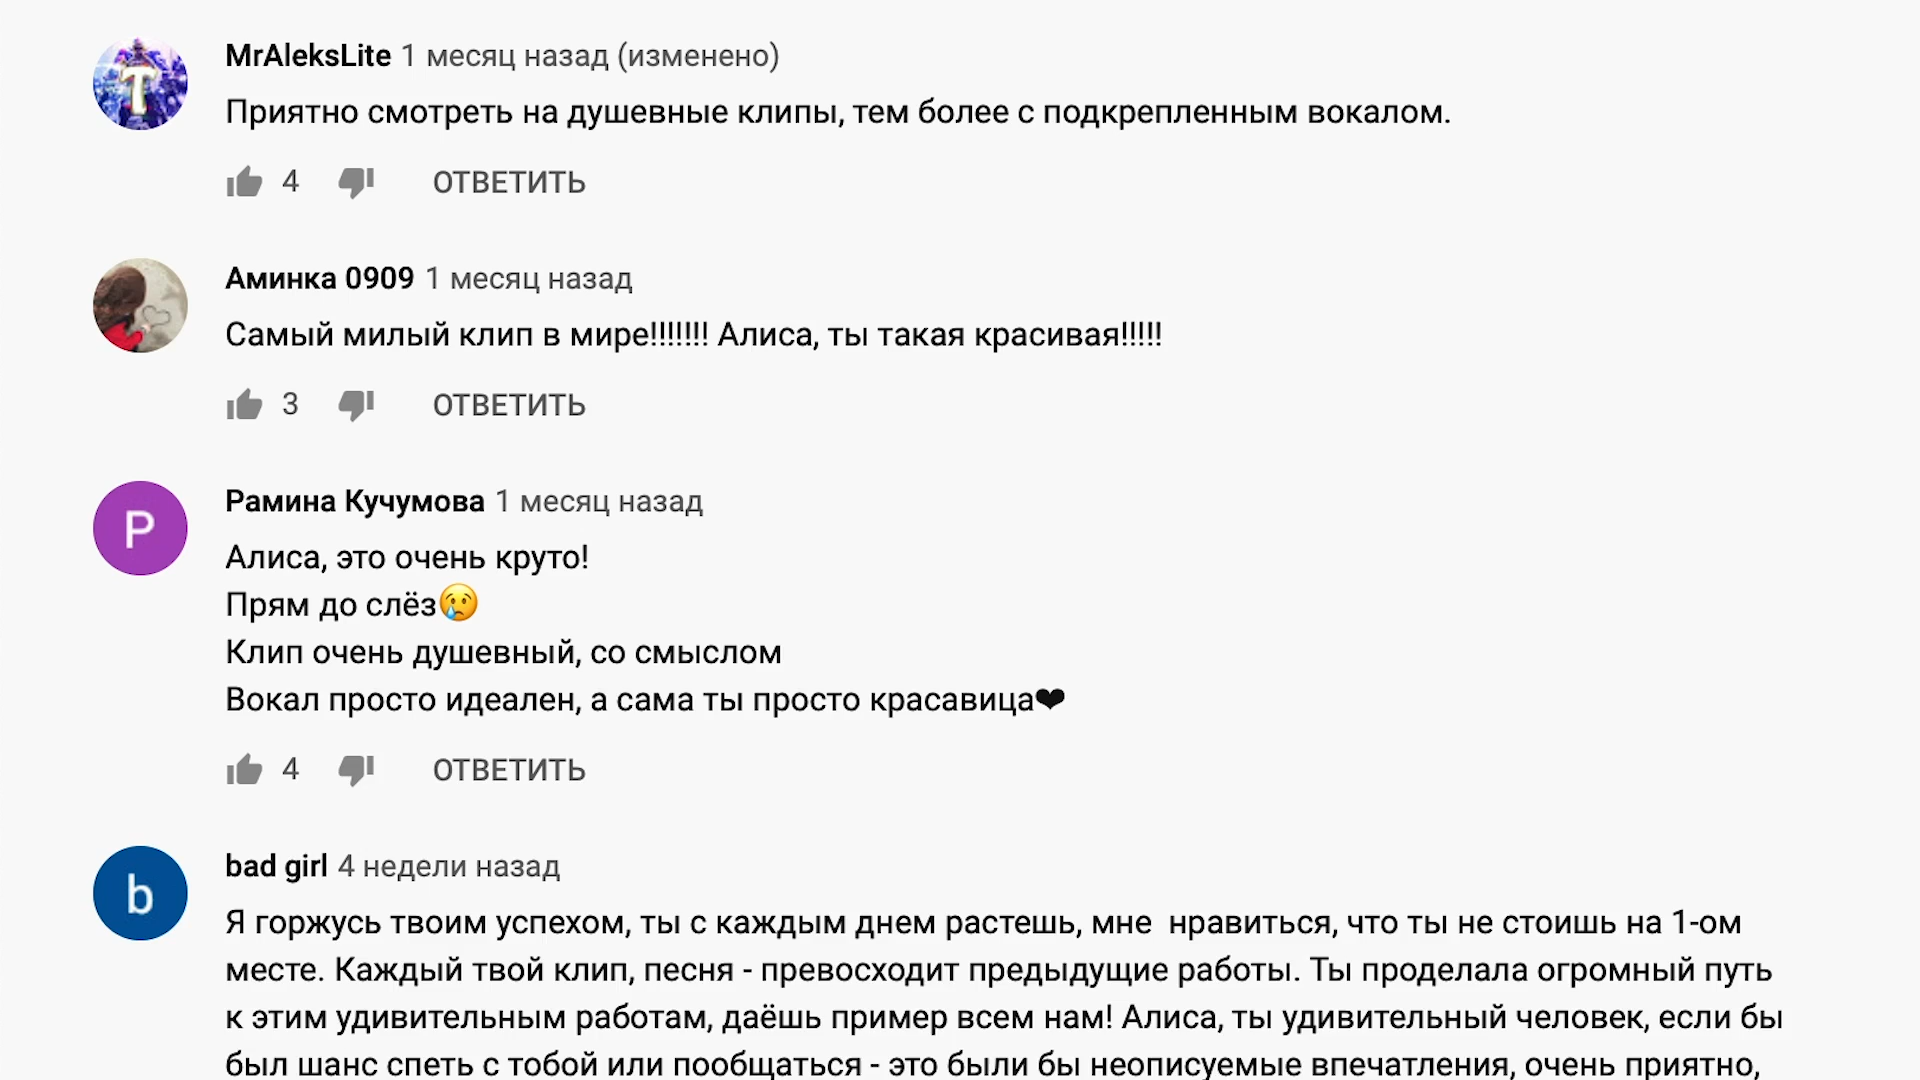 T
MrAleksLite 1 месяц назад (изменено)
Приятно смотреть на душевные клипы, тем более с подкрепленным вокалом.
4 ОТВЕТИТЬ
Аминка 0909 1 месяц назад
Самый милый клип в мире!!!!!!! Алиса, ты такая красивая!!!!!
3 ОТВЕТИТЬ
Р
Рамина Кучумова 1 месяц назад
Алиса, это очень круто!
Прям до слёз😢
Клип очень душевный, со смыслом
Вокал просто идеален, а сама ты просто красавица❤
4 ОТВЕТИТЬ
b
bad girl 4 недели назад
Я горжусь твоим успехом, ты с каждым днем растешь, мне  нравиться, что ты не стоишь на 1-ом
месте. Каждый твой клип, песня - превосходит предыдущие работы. Ты проделала огромный путь
к этим удивительным работам, даёшь пример всем нам! Алиса, ты удивительный человек, если бы
был шанс спеть с тобой или пообщаться - это были бы неописуемые впечатления, очень приятно,